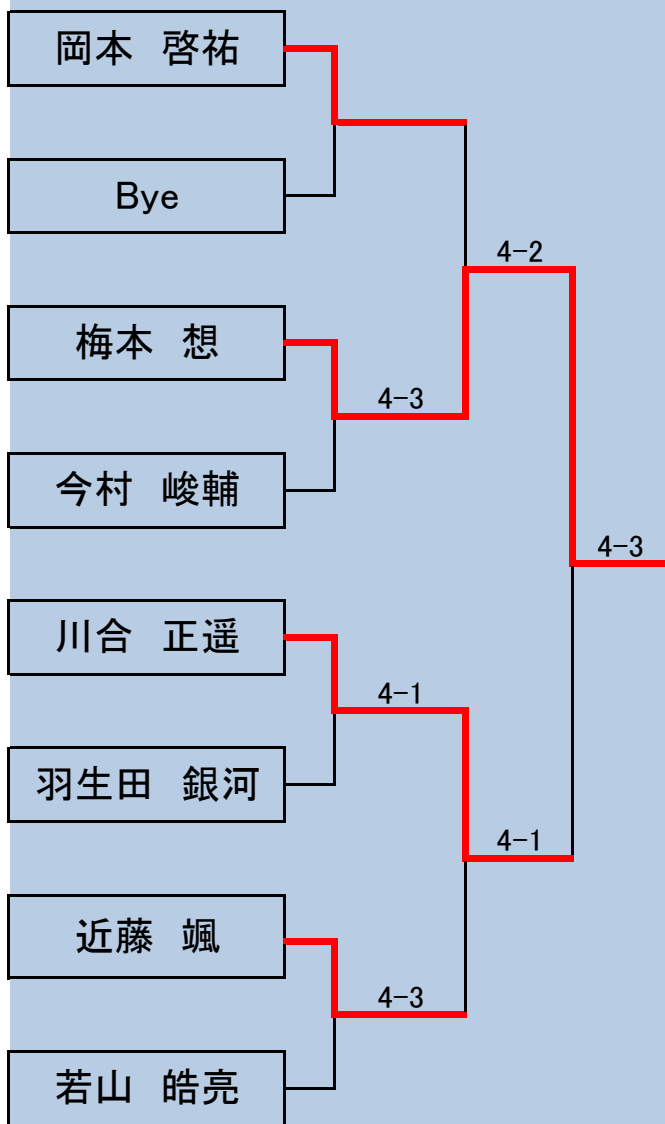 岡本　啓祐
Bye
4-2
梅本　想
4-3
今村　峻輔
4-3
川合　正遥
4-1
羽生田　銀河
4-1
近藤　颯
4-3
若山　皓亮